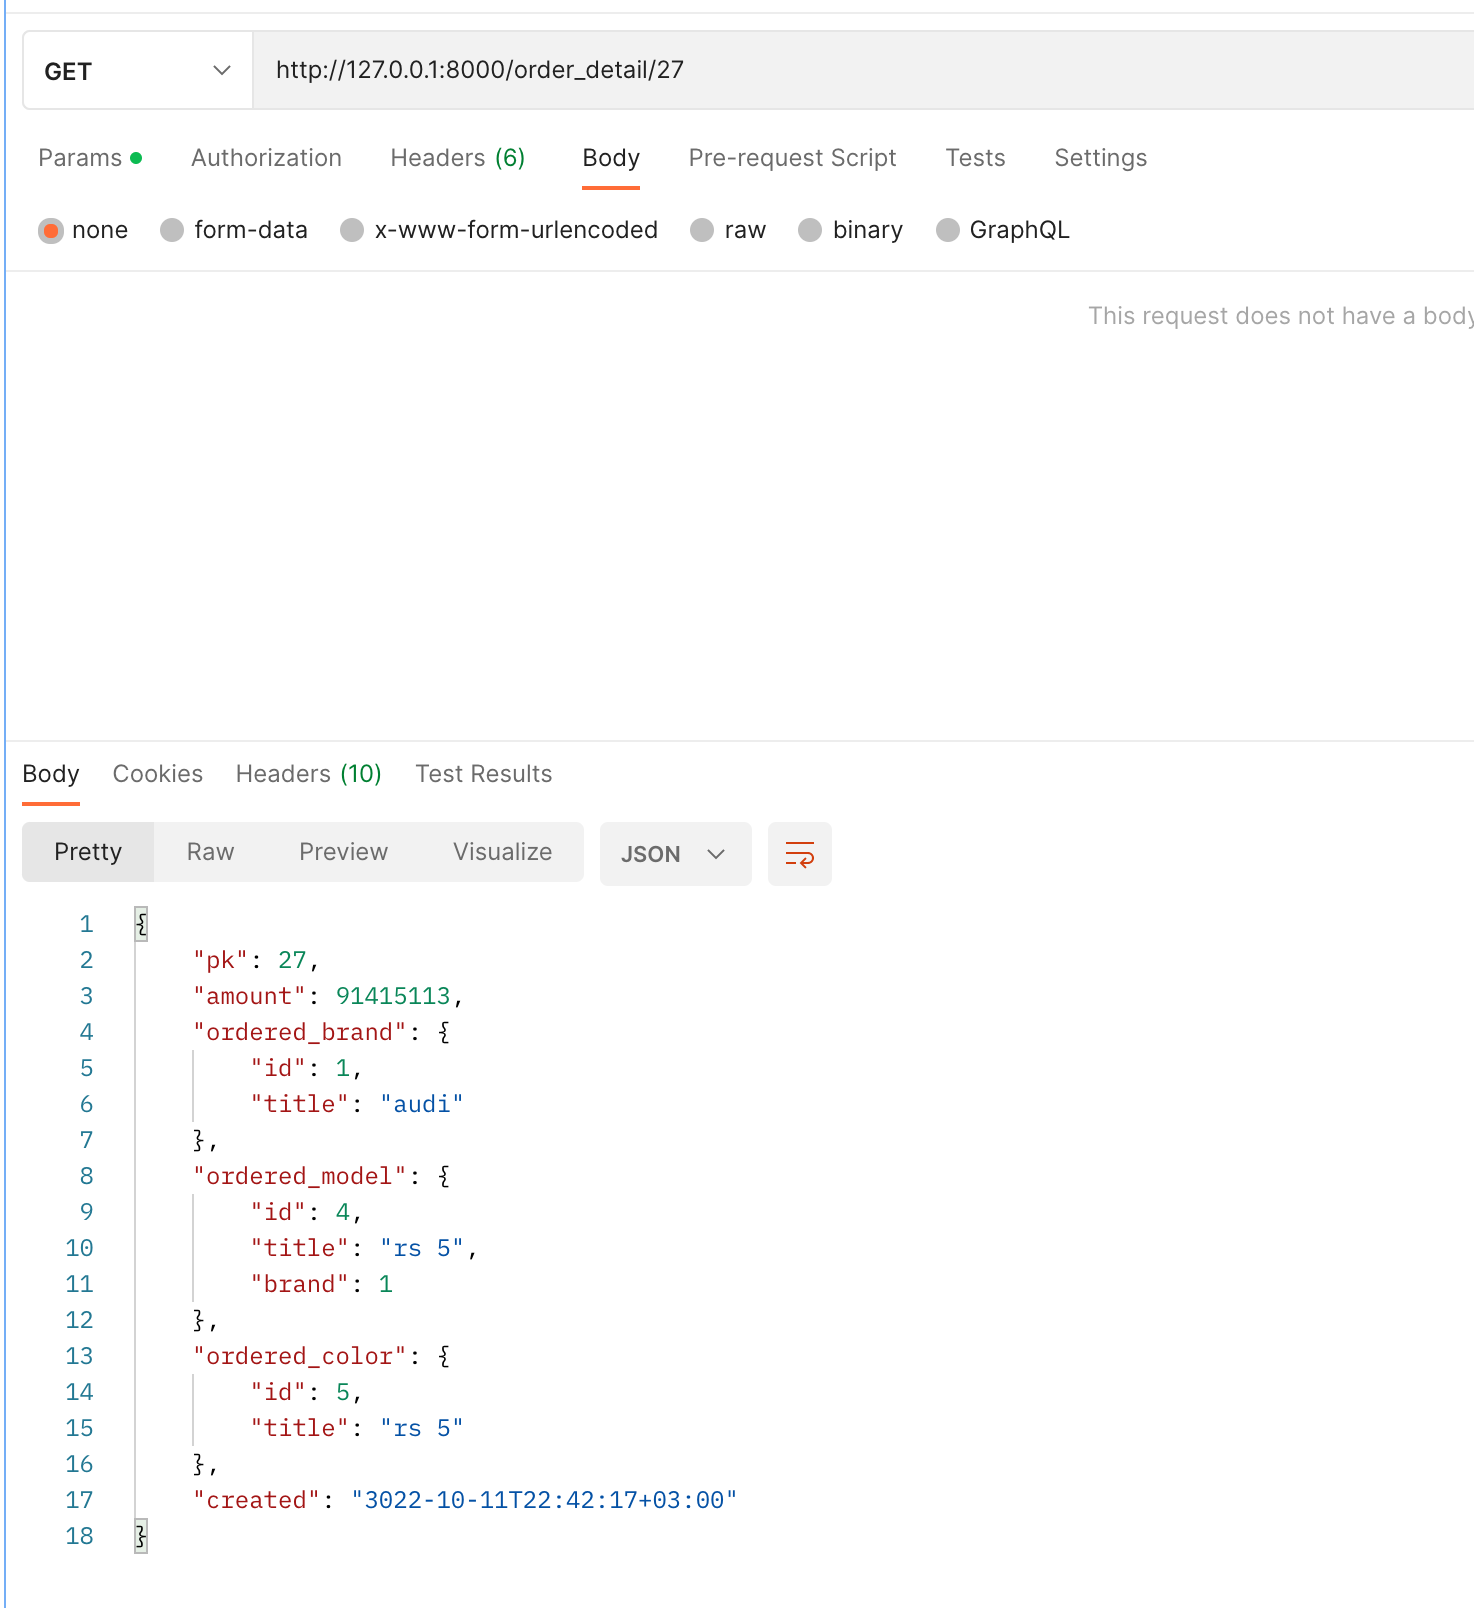 GET http://127.0.0.1:8000/order_detail/27
Params Authorization Headers (6) Body Pre-request Script Tests Settings
none form-data x-www-form-urlencoded raw binary GraphQL
This request does not have a body
Body Cookies Headers (10) Test Results
Pretty Raw Preview Visualize JSON
1 {
2 "pk": 27,
3 "amount": 91415113,
4 "ordered_brand": {
5 "id": 1,
6 "title": "audi"
7 },
8 "ordered_model": {
9 "id": 4,
10 "title": "rs 5",
11 "brand": 1
12 },
13 "ordered_color": {
14 "id": 5,
15 "title": "rs 5"
16 },
17 "created": "3022-10-11T22:42:17+03:00"
18 }